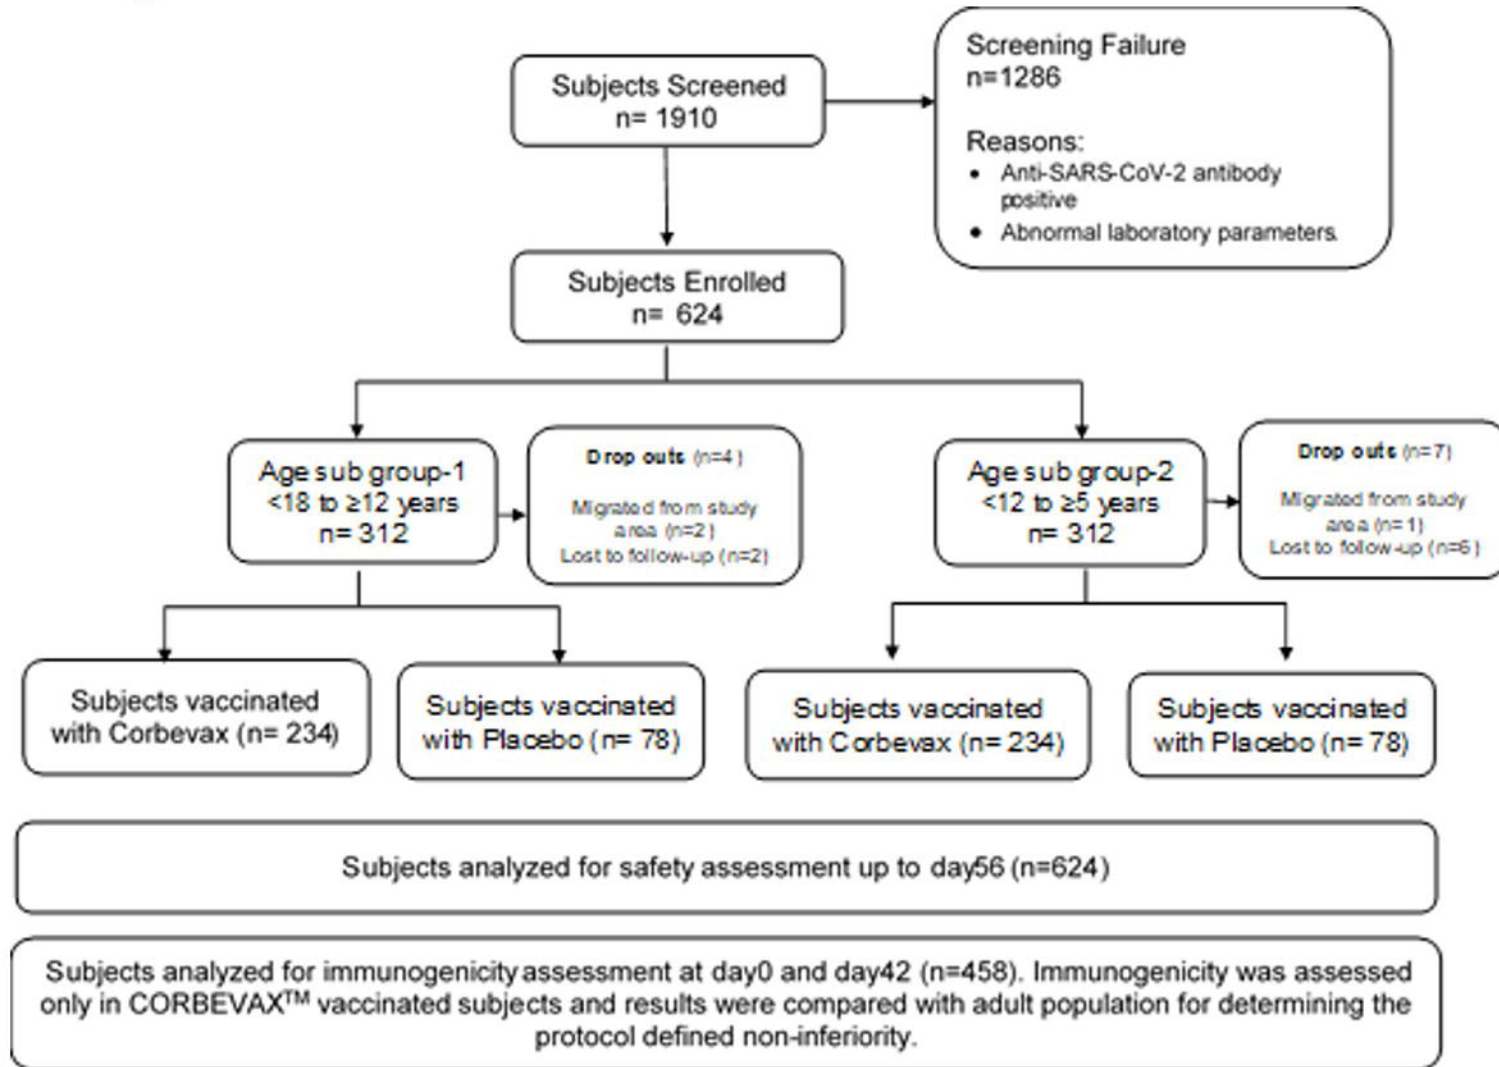 Subjects Screened
n= 1910
Screening Failure
n=1286
Reasons:
• Anti-SARS-CoV-2 antibody
positive
• Abnormal laboratory parameters.
Subjects Enrolled
n= 624
Age sub group-1
<18 to ≥12 years
n= 312
Drop outs (n=4)
Migrated from study
area (n=2)
Lost to follow-up (n=2)
Age sub group-2
<12 to ≥5 years
n= 312
Drop outs (n=7)
Migrated from study
area (n=1)
Lost to follow-up (n=6)
Subjects vaccinated
with Corbevax (n= 234)
Subjects vaccinated
with Placebo (n= 78)
Subjects vaccinated
with Corbevax (n= 234)
Subjects vaccinated
with Placebo (n= 78)
Subjects analyzed for safety assessment up to day56 (n=624)
Subjects analyzed for immunogenicity assessment at day0 and day42 (n=458). Immunogenicity was assessed
only in CORBEVAX™ vaccinated subjects and results were compared with adult population for determining the
protocol defined non-inferiority.